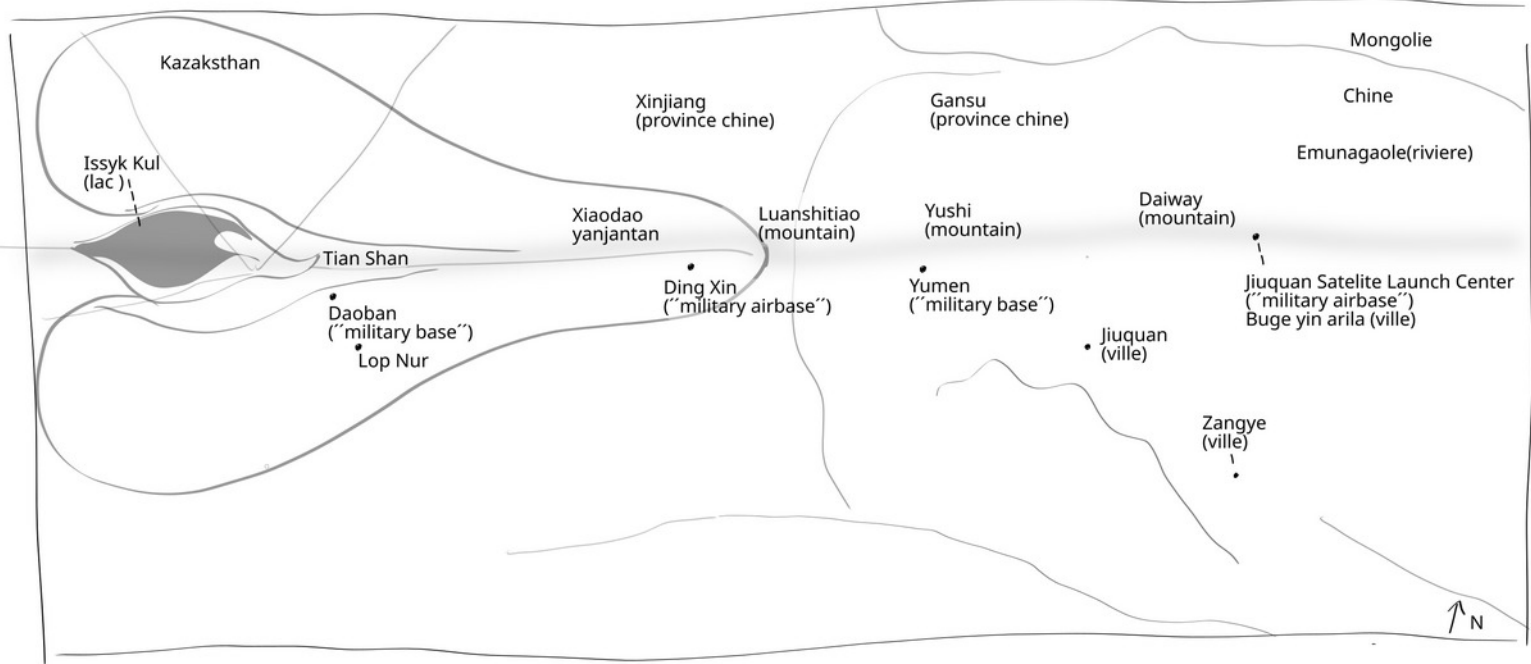 Kazaksthan
Issyk Kul
(lac )
Tian Shan
Daoban
(´´military base´´)
Lop Nur
Xinjiang
(province chine)
Xiaodao
yanjantan
Ding Xin
(´´military airbase´´)
Luanshitiao
(mountain)
Gansu
(province chine)
Yushi
(mountain)
Yumen
(´´military base´´)
Jiuquan
(ville)
Mongolie
Chine
Emunagaole(riviere)
Daiway
(mountain)
Jiuquan Satelite Launch Center
(´´military airbase´´)
Buge yin arila (ville)
Zangye
(ville)
N